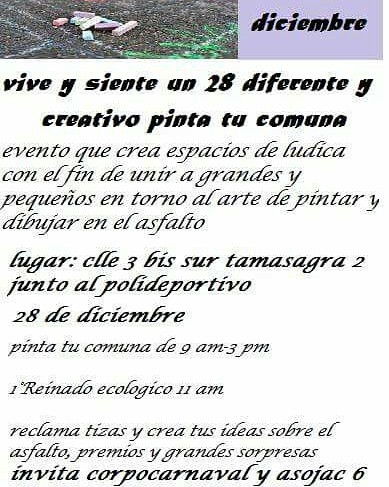 diciembre
vive y siente un 28 diferente y
creativo pinta tu comuna
evento que crea espacios de ludica
con el fin de unir a grandes y
pequeños en torno al arte de pintar y
dibujar en el asfalto
lugar: clle 3 bis sur tamasagra 2
junto al polideportivo
28 de diciembre
pinta tu comuna de 9 am-3 pm
1°Reinado ecologico 11 am
reclama tizas y crea tus ideas sobre el
asfalto, premios y grandes sorpresas
invita corpocarnaval y asojac 6